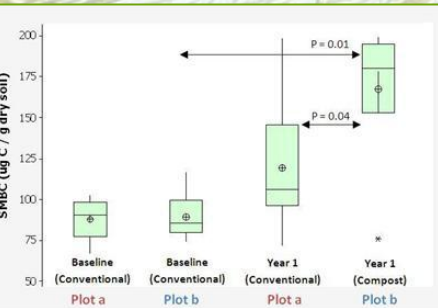 SMBC (ug C / g dry soil)
200
175
150
125
100
75
50
P = 0.01
P = 0.04
*
Baseline
(Conventional)
Plot a
Baseline
(Conventional)
Plot b
Year 1
(Conventional)
Plot a
Year 1
(Compost)
Plot b